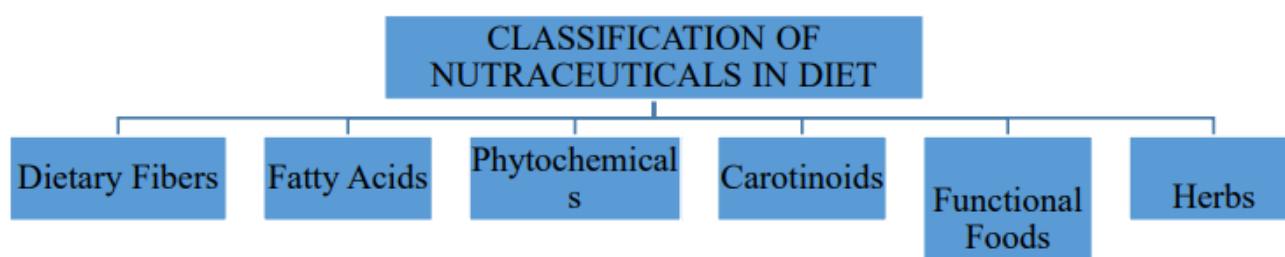 CLASSIFICATION OF
NUTRACEUTICALS IN DIET
Dietary Fibers
Fatty Acids
Phytochemical
s
Carotinoids
Functional
Foods
Herbs